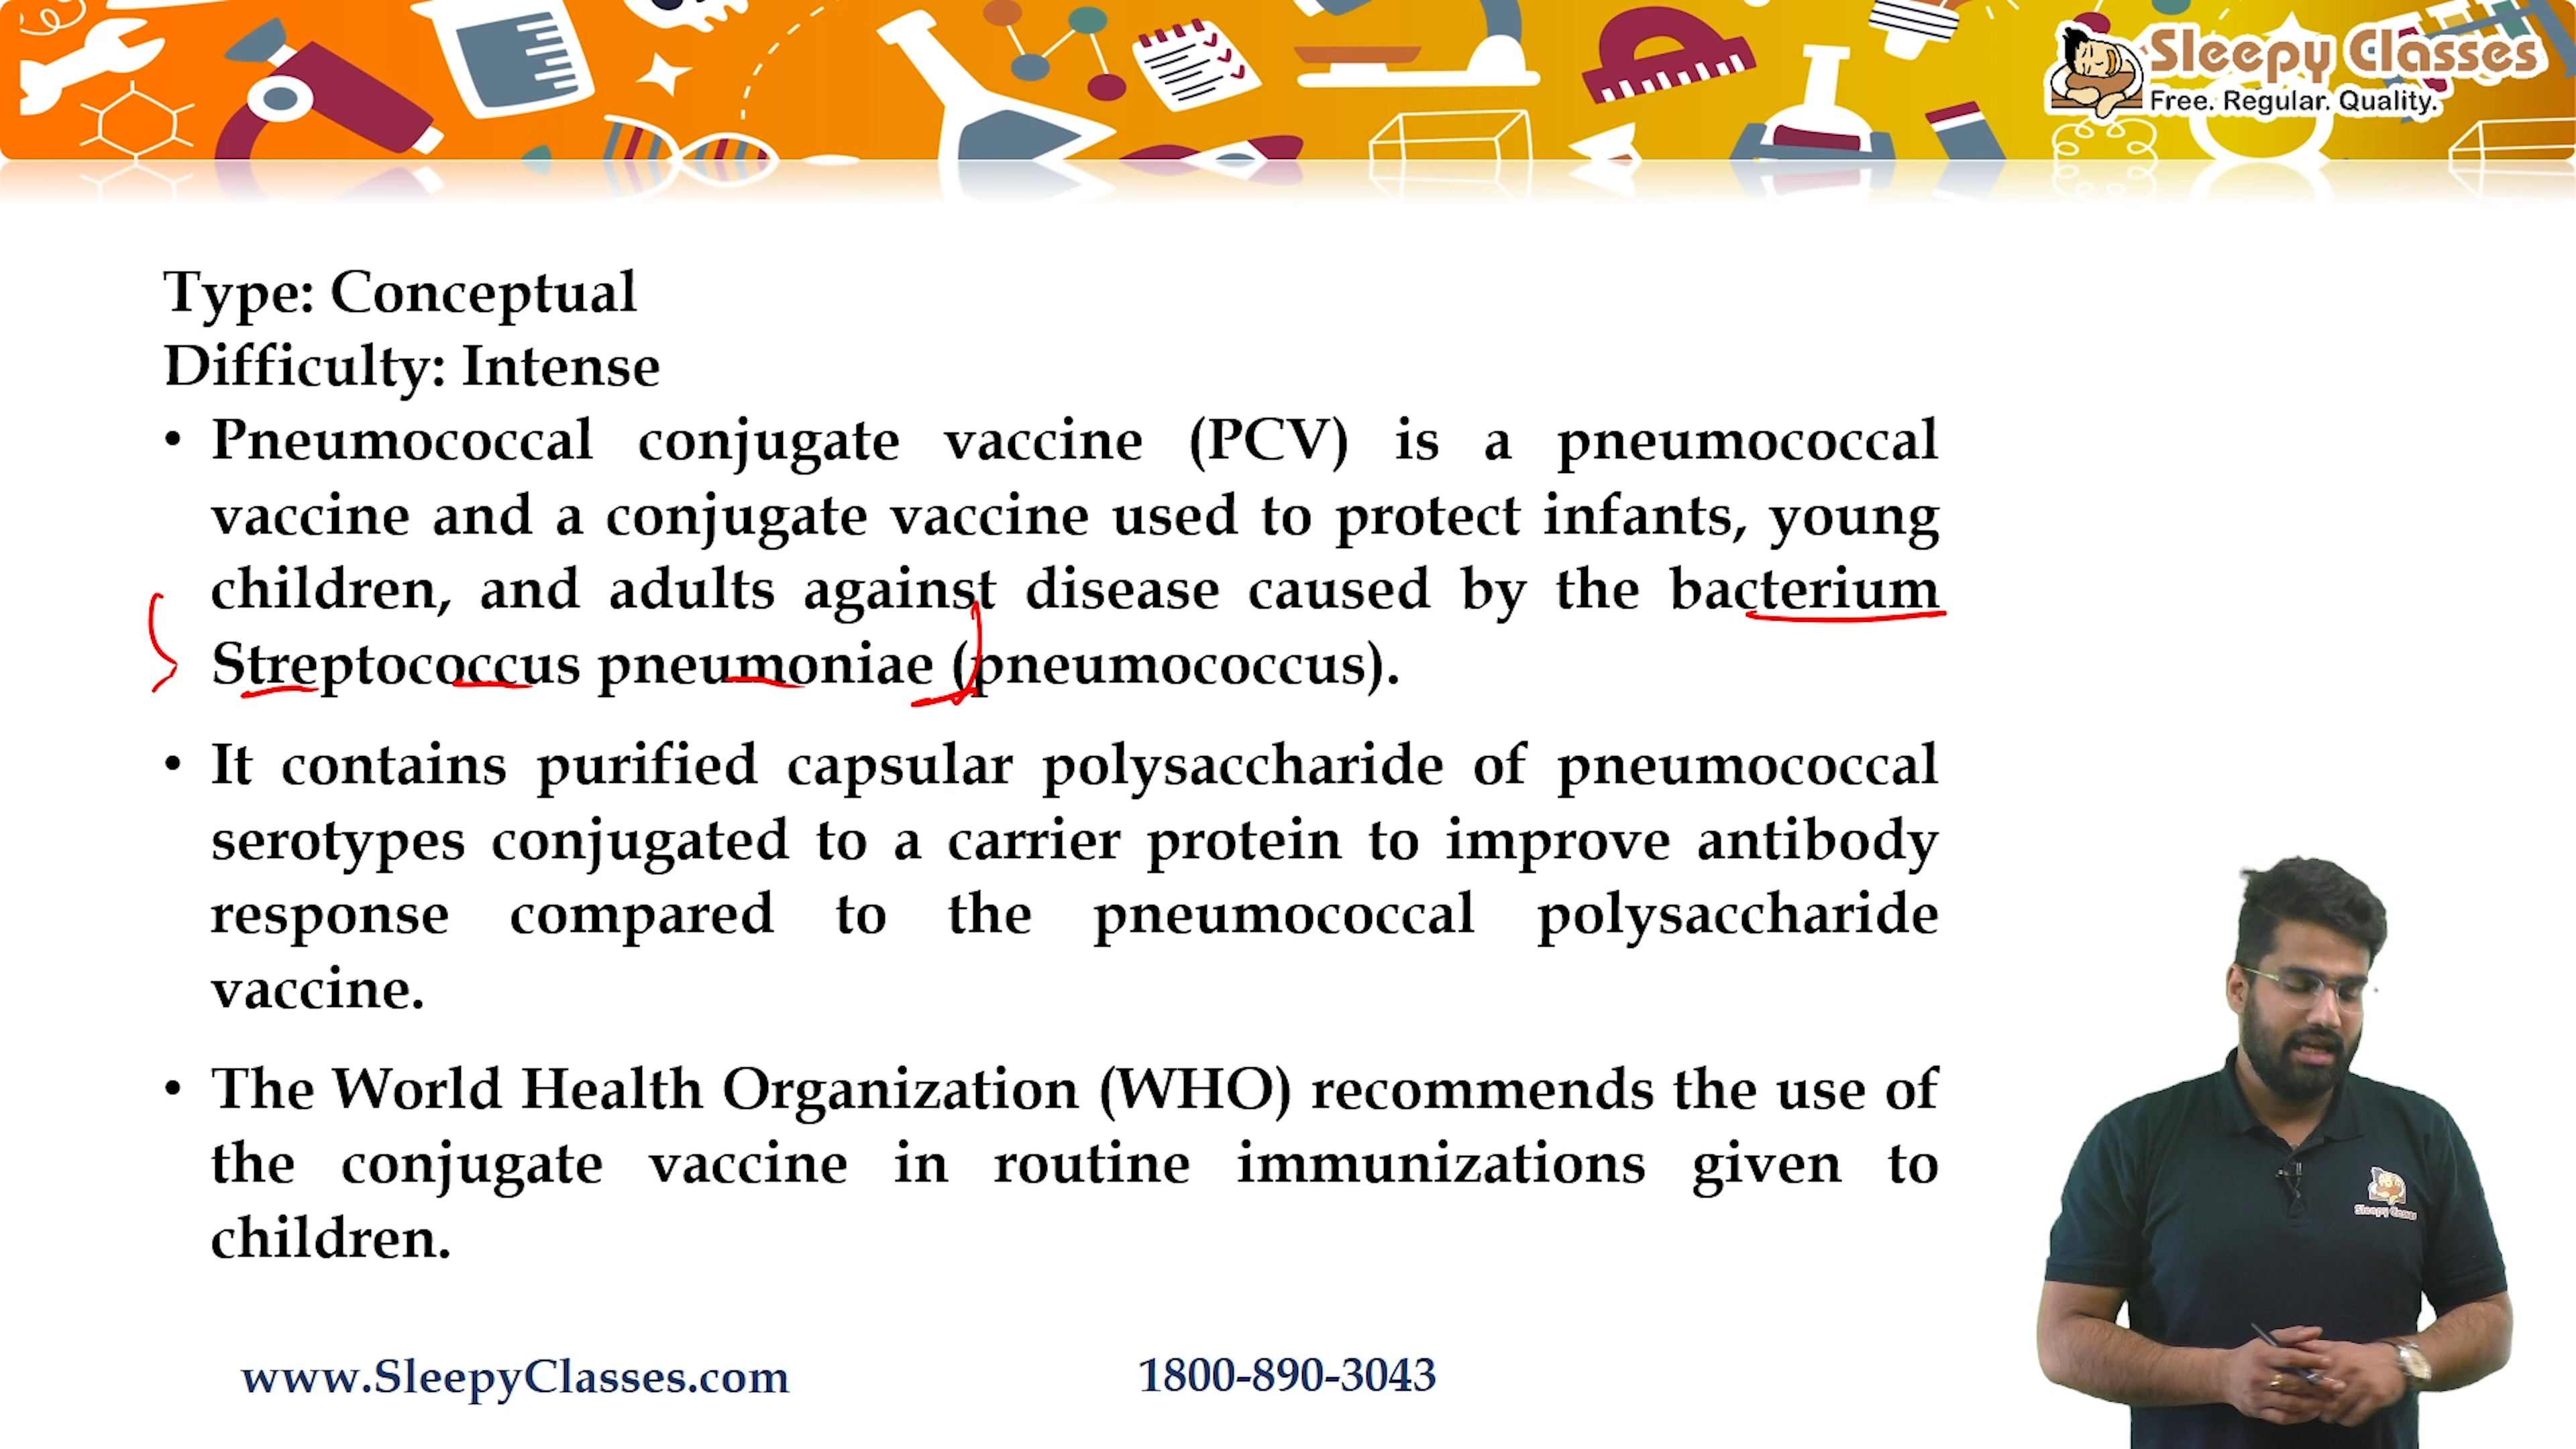 Sleepy Classes
Free. Regular. Quality.
Type: Conceptual
Difficulty: Intense
• Pneumococcal conjugate vaccine (PCV) is a pneumococcal
vaccine and a conjugate vaccine used to protect infants, young
children, and adults against disease caused by the bacterium
Streptococcus pneumoniae (pneumococcus).
• It contains purified capsular polysaccharide of pneumococcal
serotypes conjugated to a carrier protein to improve antibody
response compared to the pneumococcal polysaccharide
vaccine.
• The World Health Organization (WHO) recommends the use of
the conjugate vaccine in routine immunizations given to
children.
Sleepy Classes
www.SleepyClasses.com
1800-890-3043